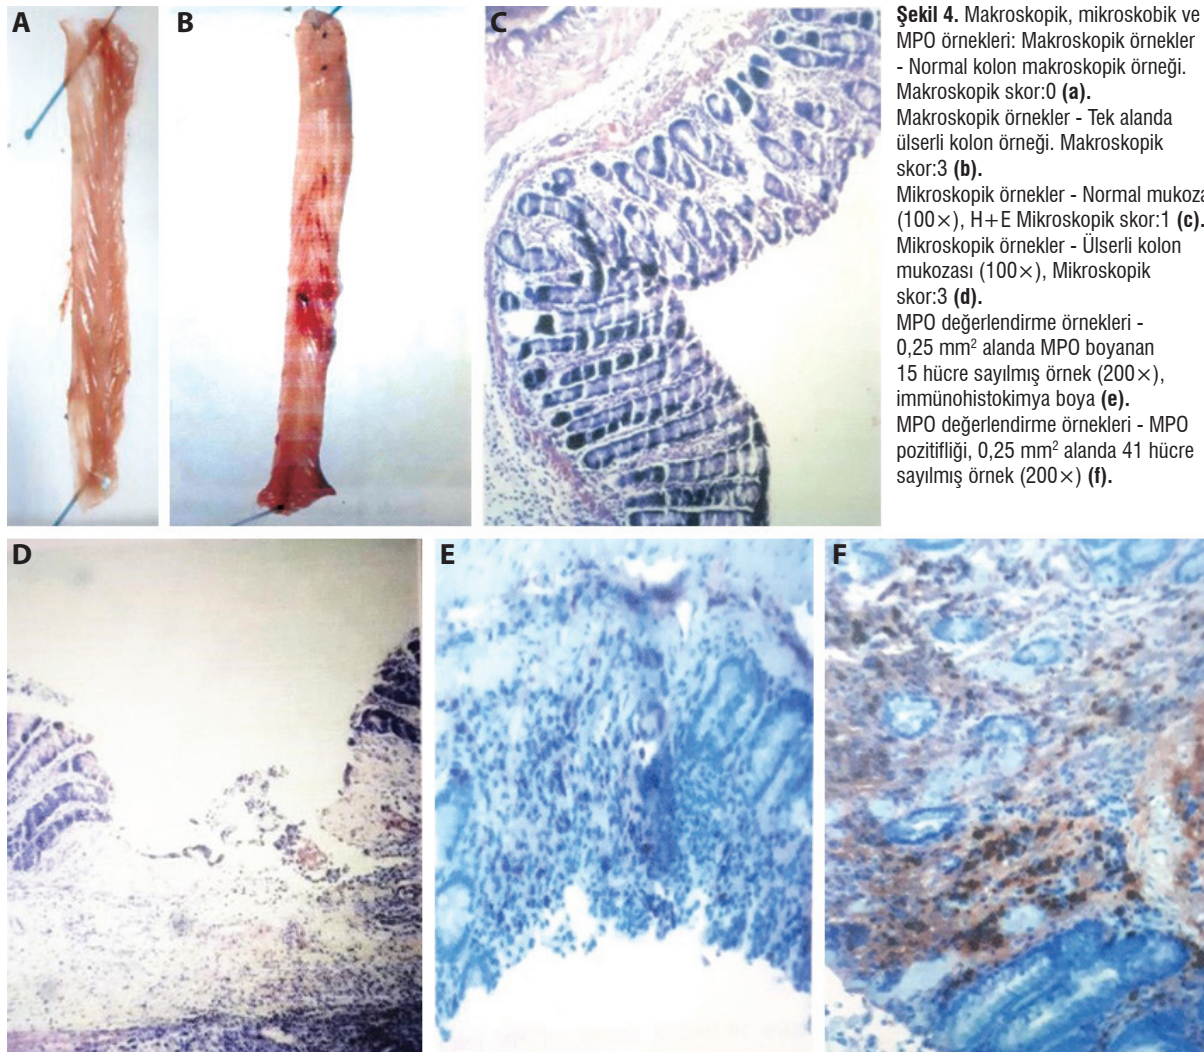 A
B
C
Şekil 4. Makroskopik, mikroskobik ve
MPO örnekleri: Makroskopik örnekler
- Normal kolon makroskopik örneği.
Makroskopik skor:0 (a).
Makroskopik örnekler - Tek alanda
ülserli kolon örneği. Makroskopik
skor:3 (b).
Mikroskopik örnekler - Normal mukoza
(100×), H+E Mikroskopik skor:1 (c).
Mikroskopik örnekler - Ülserli kolon
mukozası (100×), Mikroskopik
skor:3 (d).
MPO değerlendirme örnekleri -
0,25 mm² alanda MPO boyanan
15 hücre sayılmış örnek (200×),
immünohistokimya boya (e).
MPO değerlendirme örnekleri - MPO
pozitifliği, 0,25 mm² alanda 41 hücre
sayılmış örnek (200×) (f).
D
E
F